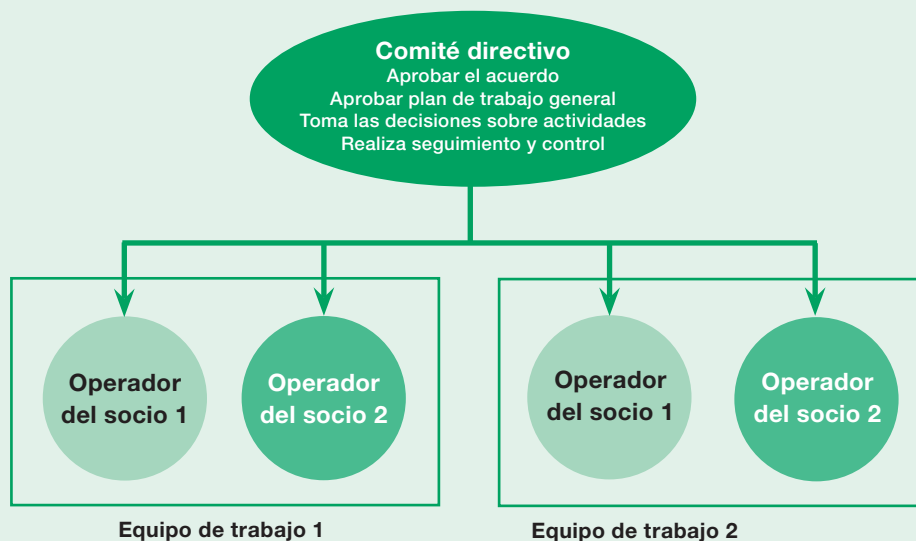 Comité directivo
Aprobar el acuerdo
Aprobar plan de trabajo general
Toma las decisiones sobre actividades
Realiza seguimiento y control
Operador
del socio 1
Operador
del socio 2
Equipo de trabajo 1
Operador
del socio 1
Operador
del socio 2
Equipo de trabajo 2